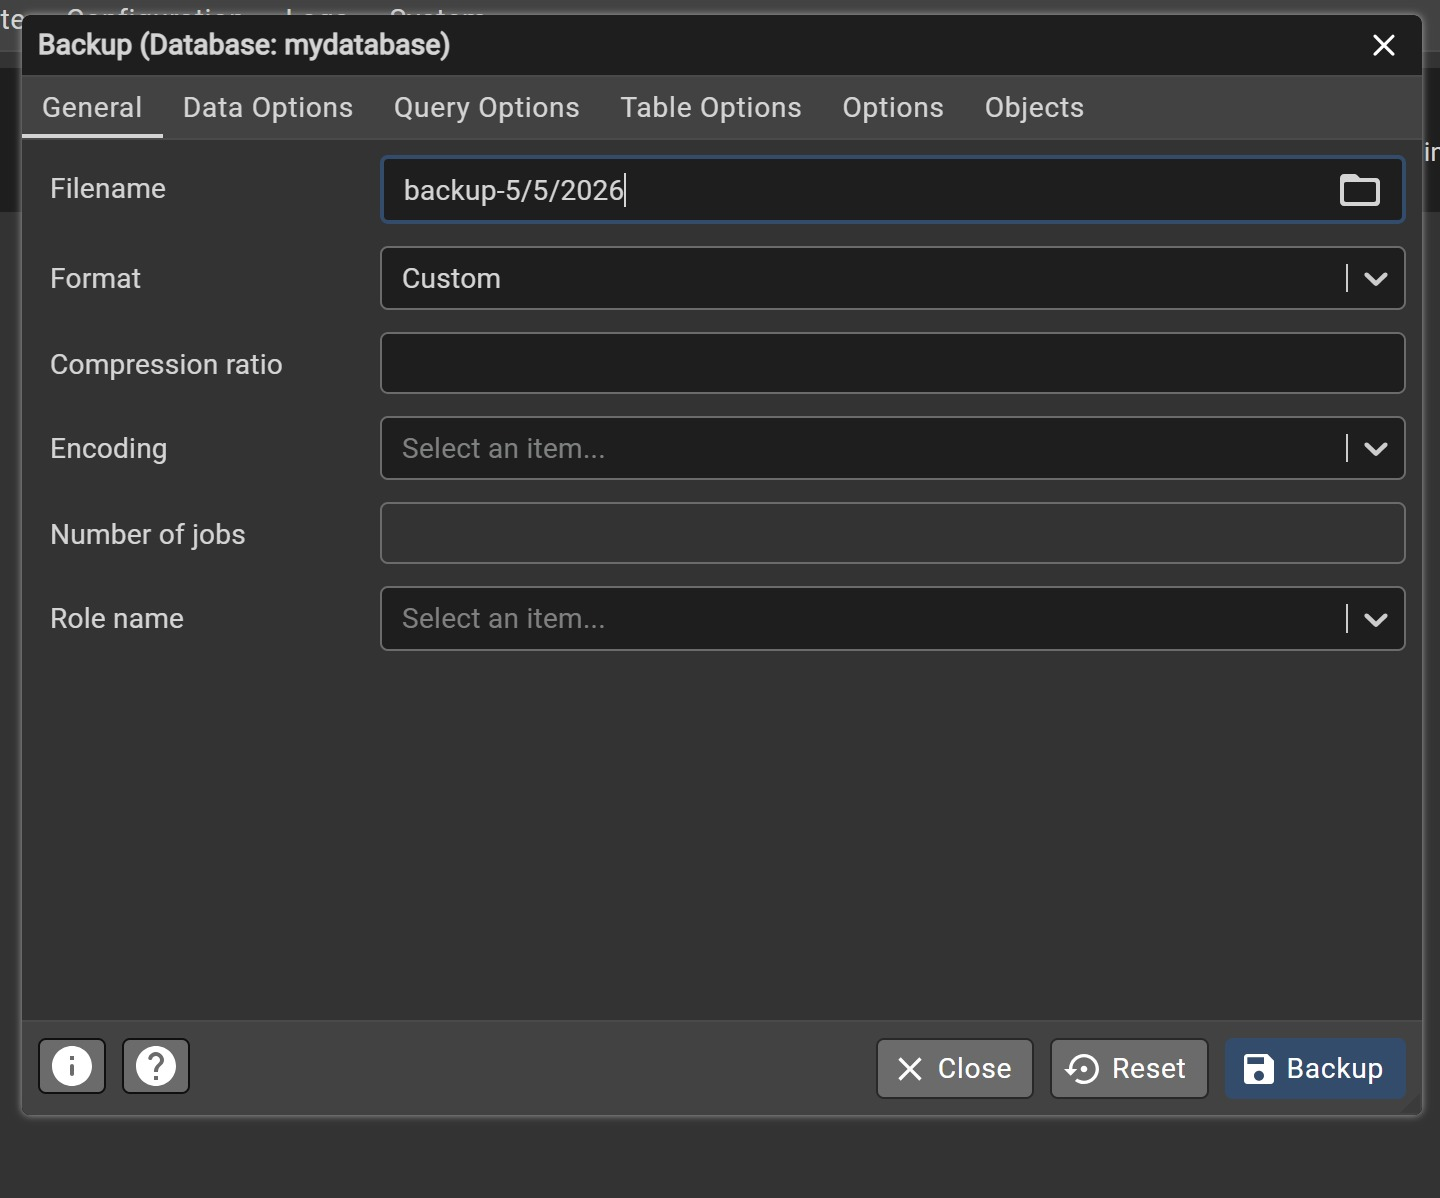 Backup (Database: mydatabase)
General Data Options Query Options Table Options Options Objects
Filename backup-5/5/2026
Format Custom
Compression ratio
Encoding Select an item...
Number of jobs
Role name Select an item...
Close Reset Backup